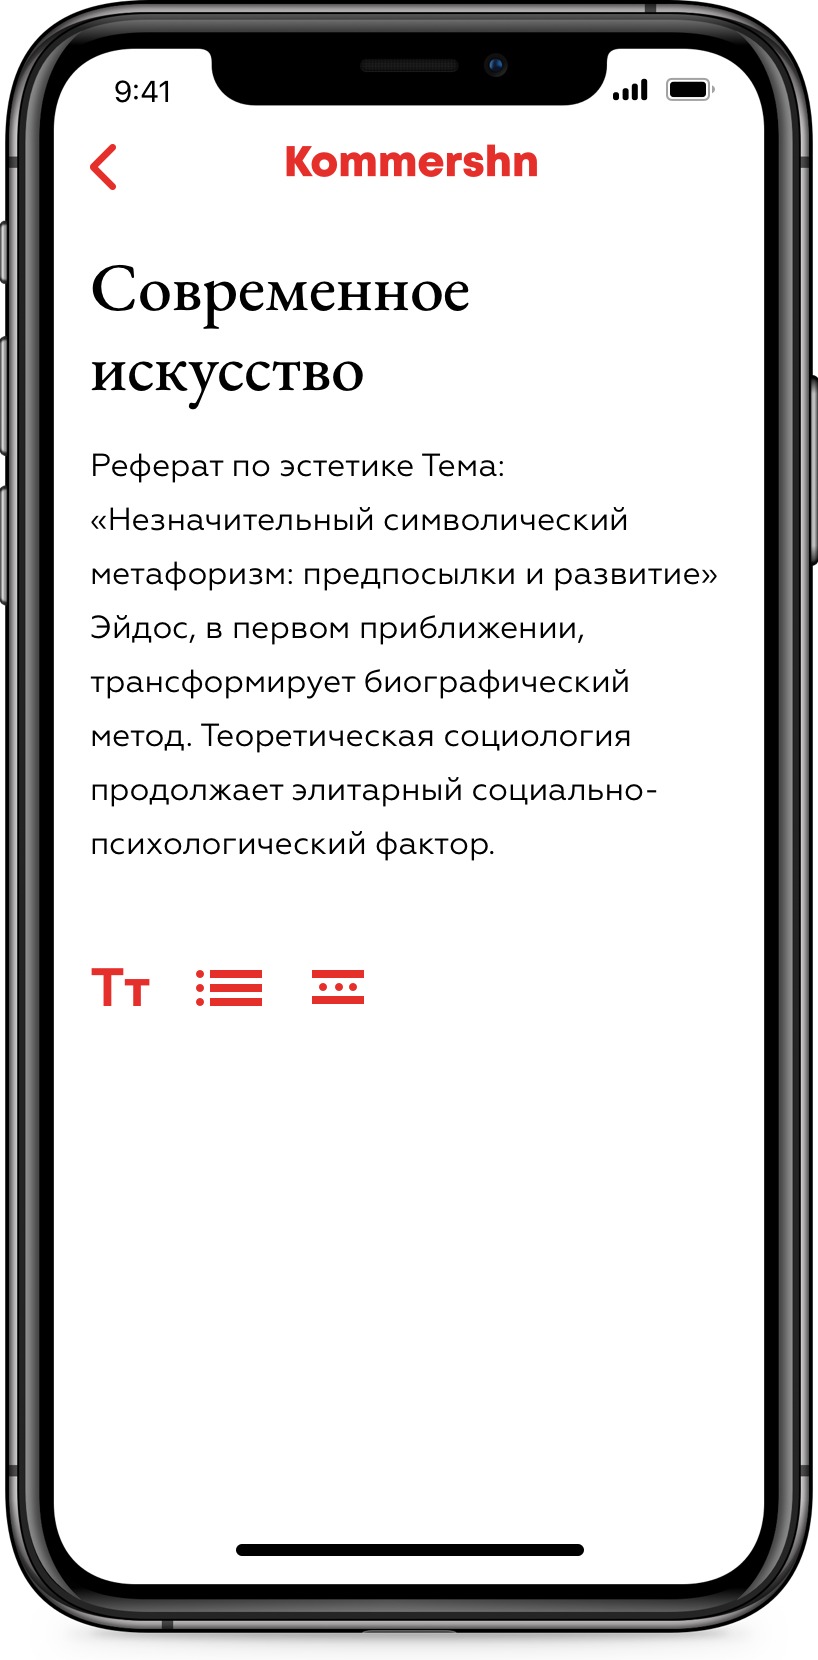 9:41
Kommershn
Современное
искусство
Реферат по эстетике Тема:
«Незначительный символический
метафоризм: предпосылки и развитие»
Эйдос, в первом приближении,
трансформирует биографический
метод. Теоретическая социология
продолжает элитарный социально-
психологический фактор.
Тт